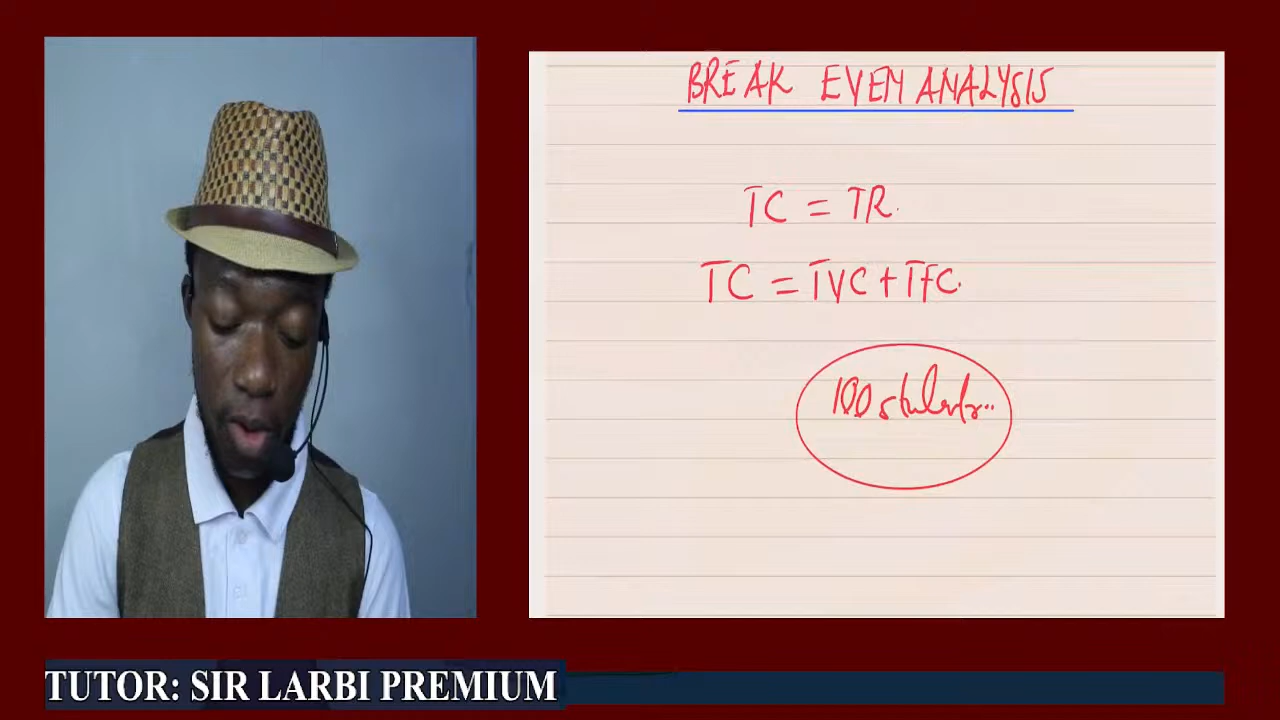 BREAK EVEN ANALYSIS
TC = TR.
TC = TVC + TFC.
100 students..
TUTOR: SIR LARBI PREMIUM